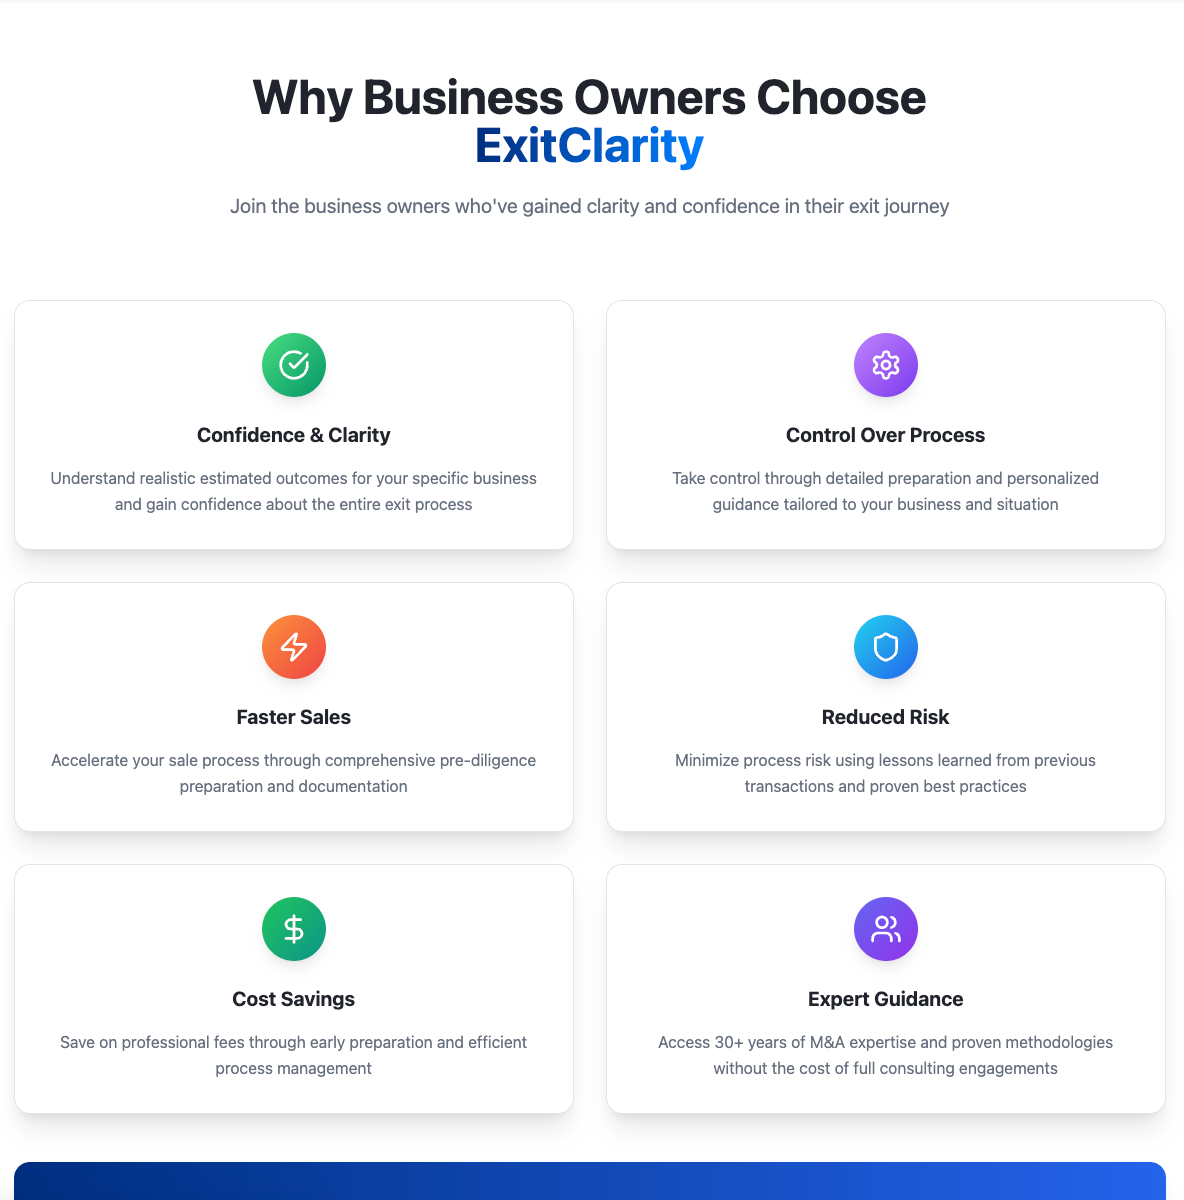 Why Business Owners Choose
ExitClarity
Join the business owners who've gained clarity and confidence in their exit journey
Confidence & Clarity
Understand realistic estimated outcomes for your specific business
and gain confidence about the entire exit process
Control Over Process
Take control through detailed preparation and personalized
guidance tailored to your business and situation
Faster Sales
Accelerate your sale process through comprehensive pre-diligence
preparation and documentation
Reduced Risk
Minimize process risk using lessons learned from previous
transactions and proven best practices
Cost Savings
Save on professional fees through early preparation and efficient
process management
Expert Guidance
Access 30+ years of M&A expertise and proven methodologies
without the cost of full consulting engagements